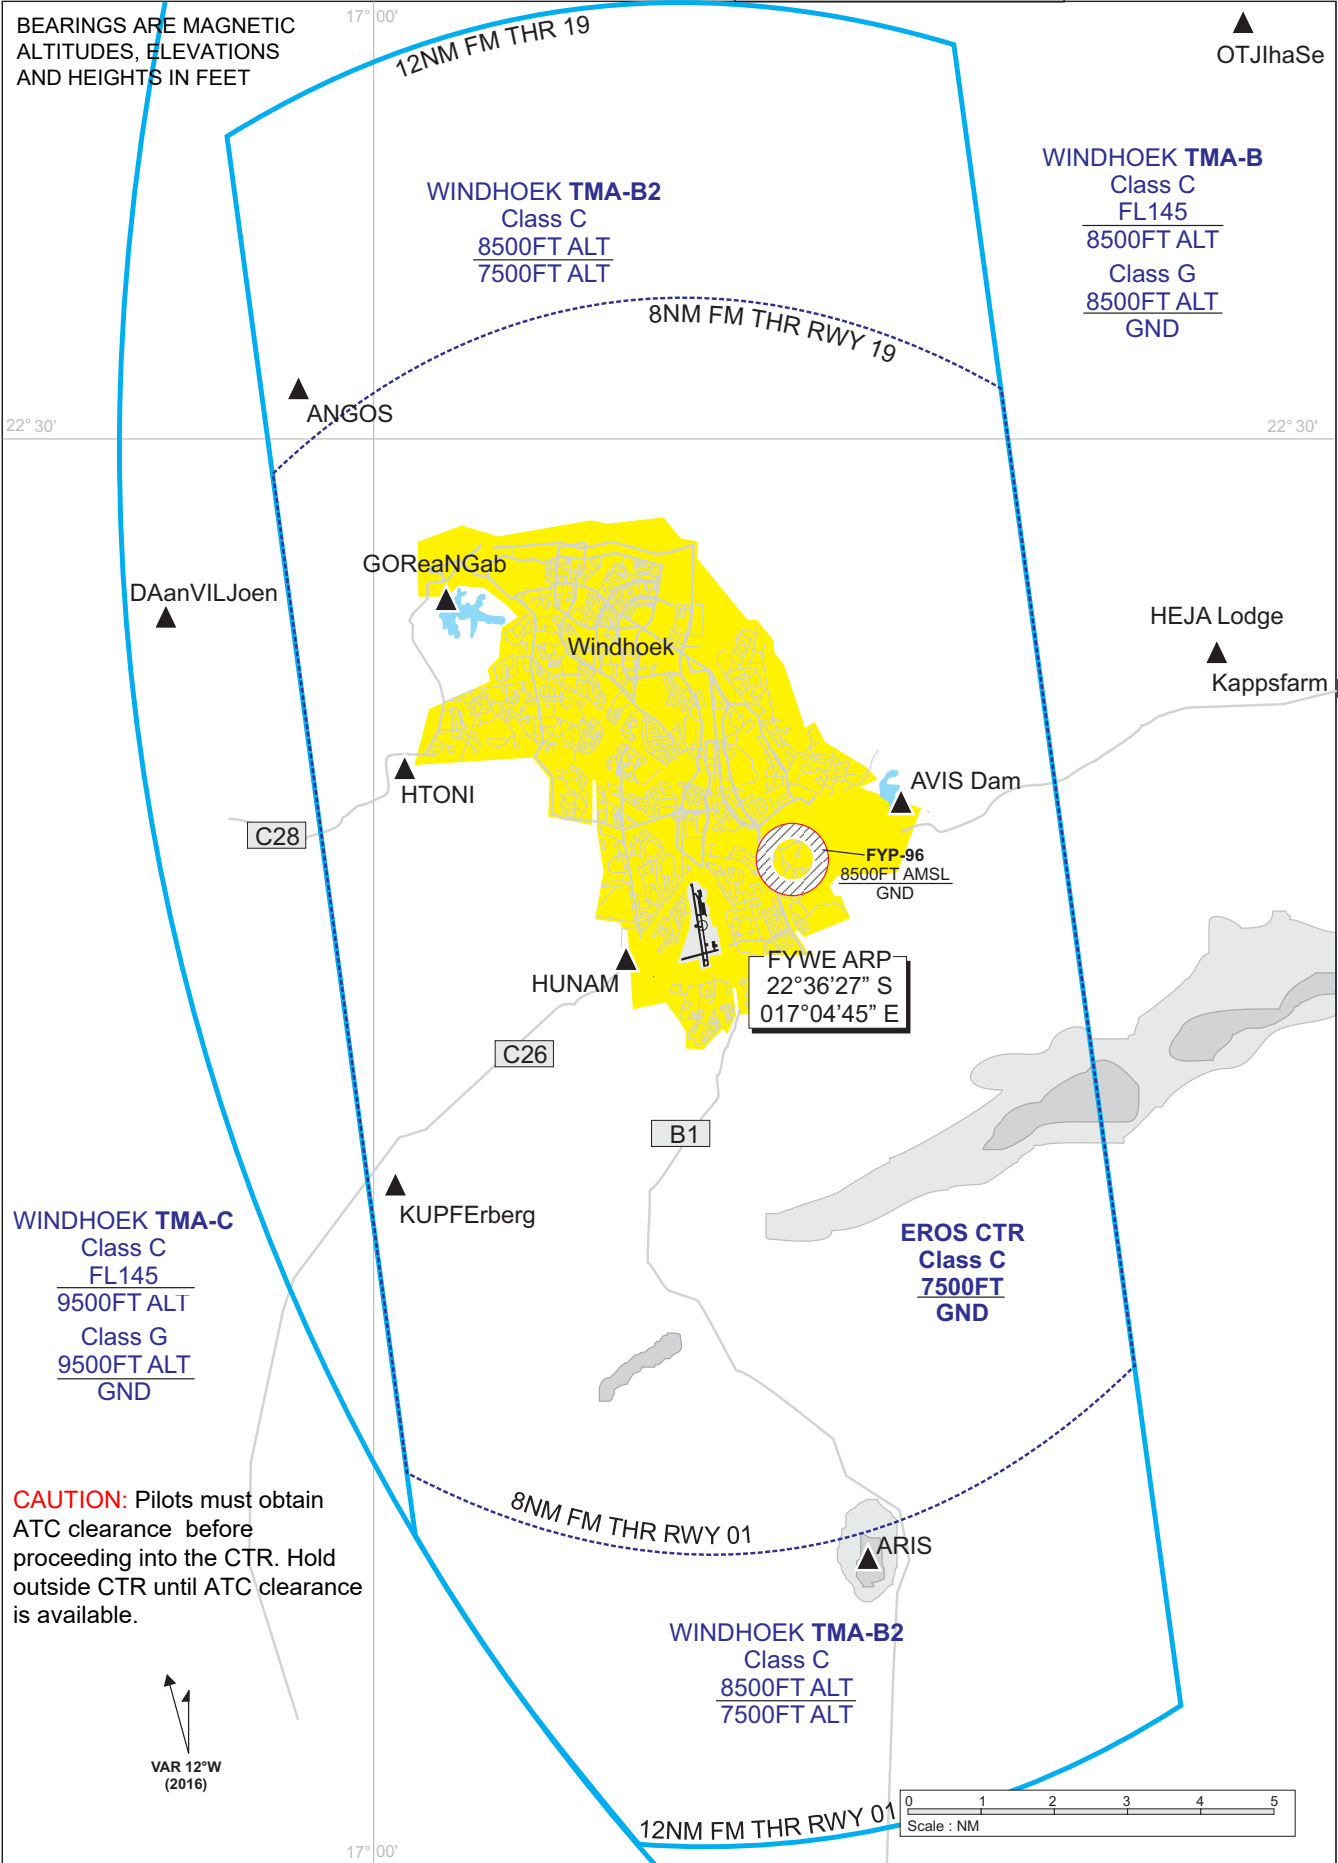 BEARINGS ARE MAGNETIC
ALTITUDES, ELEVATIONS
AND HEIGHTS IN FEET
17° 00'
12NM FM THR 19
OTJIhaSe
WINDHOEK TMA-B2
Class C
8500FT ALT
7500FT ALT
WINDHOEK TMA-B
Class C
FL145
8500FT ALT
Class G
8500FT ALT
GND
8NM FM THR RWY 19
ANGOS
22° 30'
22° 30'
GOReaNGab
DAanVILJoen
Windhoek
HEJA Lodge
Kappsfarm
HTONI
AVIS Dam
C28
FYP-96
8500FT AMSL
GND
HUNAM
FYWE ARP
22°36'27” S
017°04'45” E
C26
B1
KUPFErberg
WINDHOEK TMA-C
Class C
FL145
9500FT ALT
Class G
9500FT ALT
GND
EROS CTR
Class C
7500FT
GND
CAUTION: Pilots must obtain
ATC clearance before
proceeding into the CTR. Hold
outside CTR until ATC clearance
is available.
8NM FM THR RWY 01
ARIS
WINDHOEK TMA-B2
Class C
8500FT ALT
7500FT ALT
VAR 12°W
(2016)
12NM FM THR RWY 01
0 1 2 3 4 5
Scale : NM
17° 00'